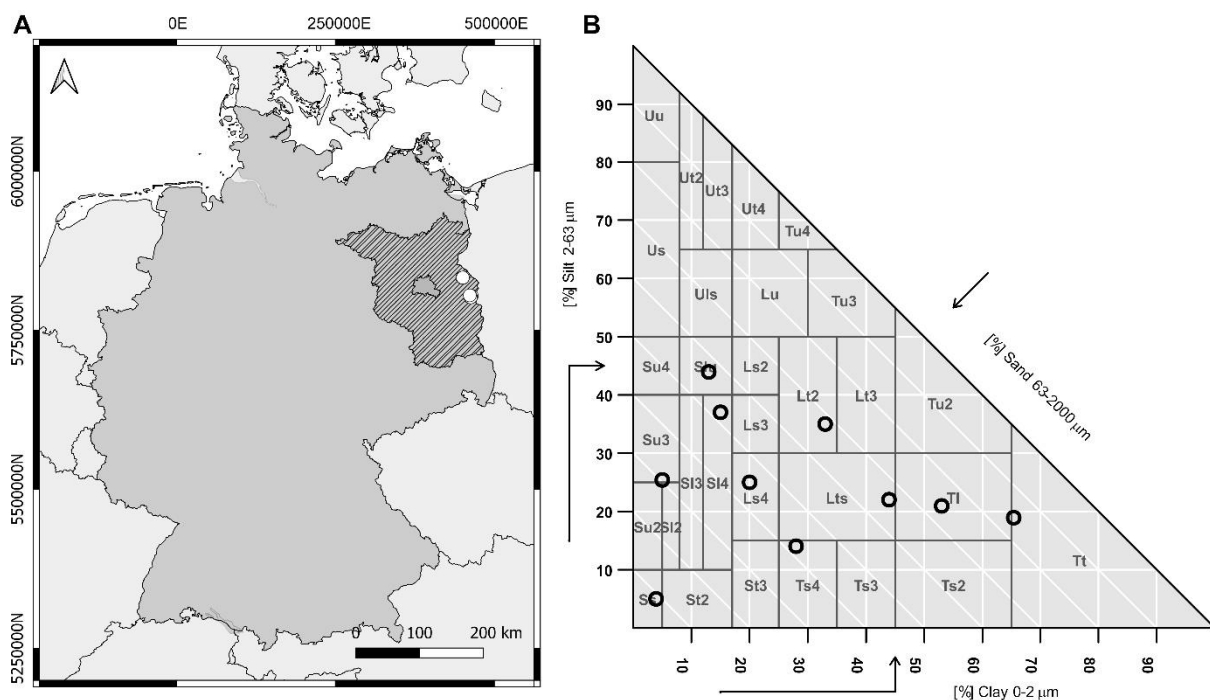 A
0E 250000E 500000E
6000000N
5750000N
5500000N
5250000N
0 100 200 km
B
[%] Silt 2-63 µm
90
80
70
60
50
40
30
20
10
Uu
Ut2 Ut3 Ut4 Tu4
Us Uls Lu Tu3
Su4 Slu Ls2 Lt2 Lt3 Tu2
Su3 Ls3
Sl3 Sl4 Ls4 Lts Tl
Su2 Sl2
Ss St2 St3 Ts4 Ts3 Ts2 Tt
[%] Sand 63-2000 µm
10 20 30 40 50 60 70 80 90
[%] Clay 0-2 µm